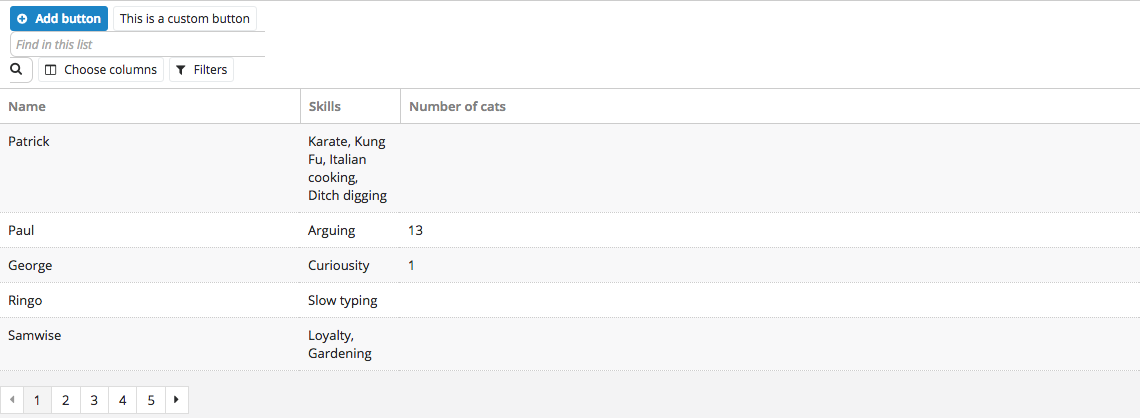 Add button This is a custom button
Find in this list
Choose columns Filters
Name Skills Number of cats
Patrick Karate, Kung
Fu, Italian
cooking,
Ditch digging
Paul Arguing 13
George Curiousity 1
Ringo Slow typing
Samwise Loyalty,
Gardening
1 2 3 4 5